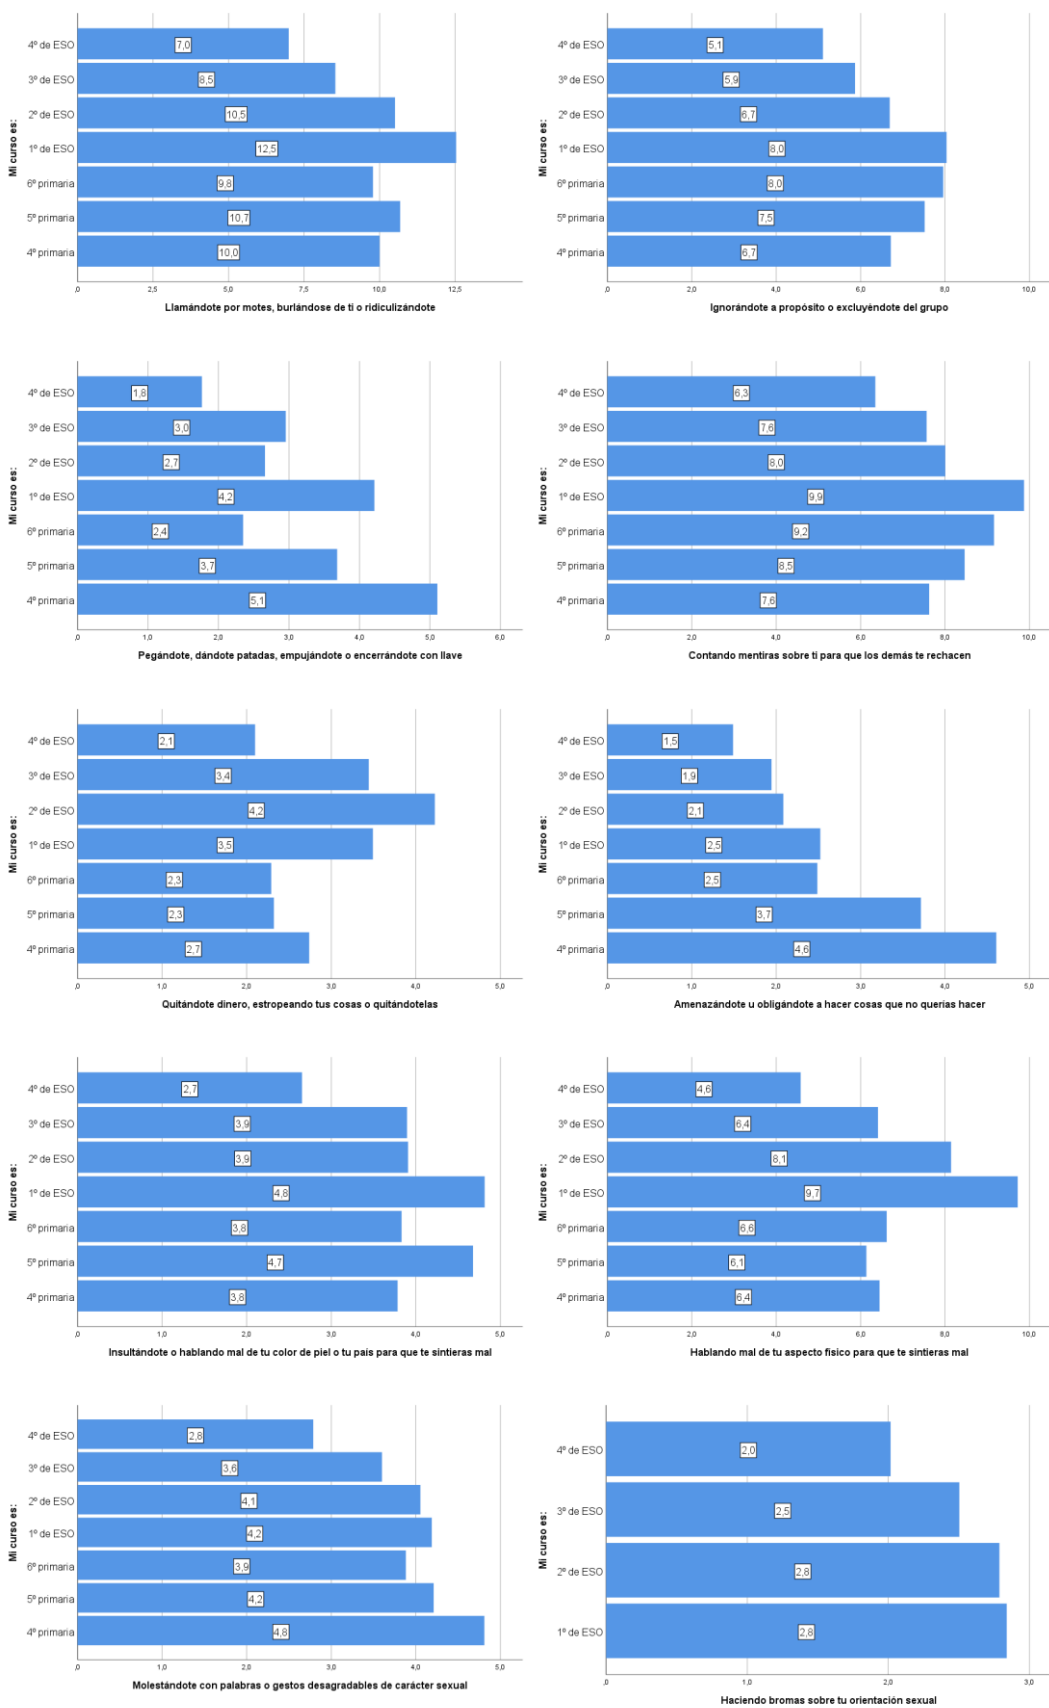 Mi curso es:
4º de ESO 7,0
3º de ESO 8,5
2º de ESO 10,5
1º de ESO 12,5
6º primaria 9,8
5º primaria 10,7
4º primaria 10,0
,0 2,5 5,0 7,5 10,0 12,5
Llamándote por motes, burlándose de ti o ridiculizándote
Mi curso es:
4º de ESO 5,1
3º de ESO 5,9
2º de ESO 6,7
1º de ESO 8,0
6º primaria 8,0
5º primaria 7,5
4º primaria 6,7
,0 2,0 4,0 6,0 8,0 10,0
Ignorándote a propósito o excluyéndote del grupo
Mi curso es:
4º de ESO 1,8
3º de ESO 3,0
2º de ESO 2,7
1º de ESO 4,2
6º primaria 2,4
5º primaria 3,7
4º primaria 5,1
,0 1,0 2,0 3,0 4,0 5,0 6,0
Pegándote, dándote patadas, empujándote o encerrándote con llave
Mi curso es:
4º de ESO 6,3
3º de ESO 7,6
2º de ESO 8,0
1º de ESO 9,9
6º primaria 9,2
5º primaria 8,5
4º primaria 7,6
,0 2,0 4,0 6,0 8,0 10,0
Contando mentiras sobre ti para que los demás te rechacen
Mi curso es:
4º de ESO 2,1
3º de ESO 3,4
2º de ESO 4,2
1º de ESO 3,5
6º primaria 2,3
5º primaria 2,3
4º primaria 2,7
,0 1,0 2,0 3,0 4,0 5,0
Quitándote dinero, estropeando tus cosas o quitándotelas
Mi curso es:
4º de ESO 1,5
3º de ESO 1,9
2º de ESO 2,1
1º de ESO 2,5
6º primaria 2,5
5º primaria 3,7
4º primaria 4,6
,0 1,0 2,0 3,0 4,0 5,0
Amenazándote u obligándote a hacer cosas que no querías hacer
Mi curso es:
4º de ESO 2,7
3º de ESO 3,9
2º de ESO 3,9
1º de ESO 4,8
6º primaria 3,8
5º primaria 4,7
4º primaria 3,8
,0 1,0 2,0 3,0 4,0 5,0
Insultándote o hablando mal de tu color de piel o tu país para que te sintieras mal
Mi curso es:
4º de ESO 4,6
3º de ESO 6,4
2º de ESO 8,1
1º de ESO 9,7
6º primaria 6,6
5º primaria 6,1
4º primaria 6,4
,0 2,0 4,0 6,0 8,0 10,0
Hablando mal de tu aspecto físico para que te sintieras mal
Mi curso es:
4º de ESO 2,8
3º de ESO 3,6
2º de ESO 4,1
1º de ESO 4,2
6º primaria 3,9
5º primaria 4,2
4º primaria 4,8
,0 1,0 2,0 3,0 4,0 5,0
Molestándote con palabras o gestos desagradables de carácter sexual
Mi curso es:
4º de ESO 2,0
3º de ESO 2,5
2º de ESO 2,8
1º de ESO 2,8
,0 1,0 2,0 3,0
Haciendo bromas sobre tu orientación sexual